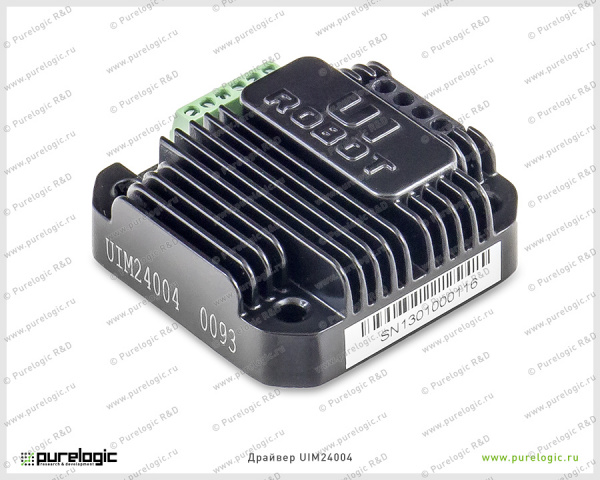 UI
ROBOT
UIM24004 0093
SN1301000116
purelogic
research & development
Драйвер UIM24004
www.purelogic.ru
© Purelogic R&D
www.purelogic.ru